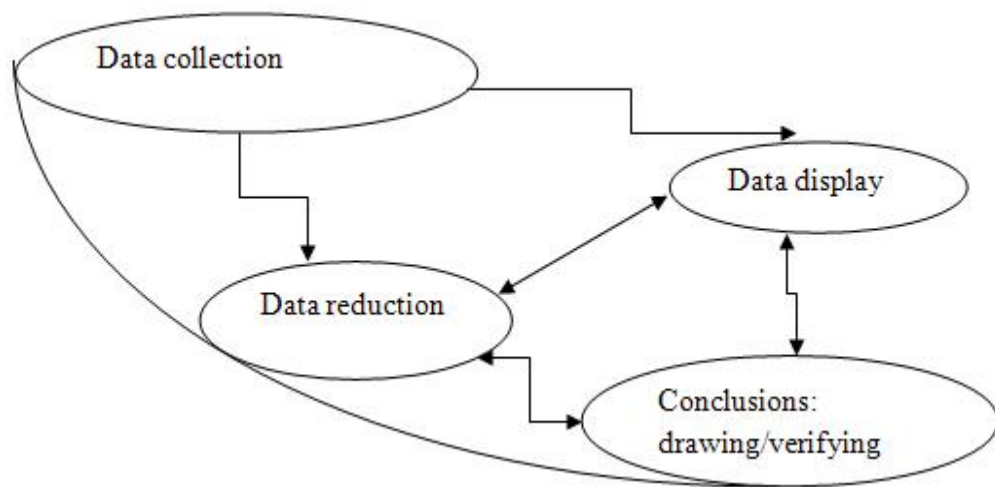 Data collection
Data display
Data reduction
Conclusions:
drawing/verifying